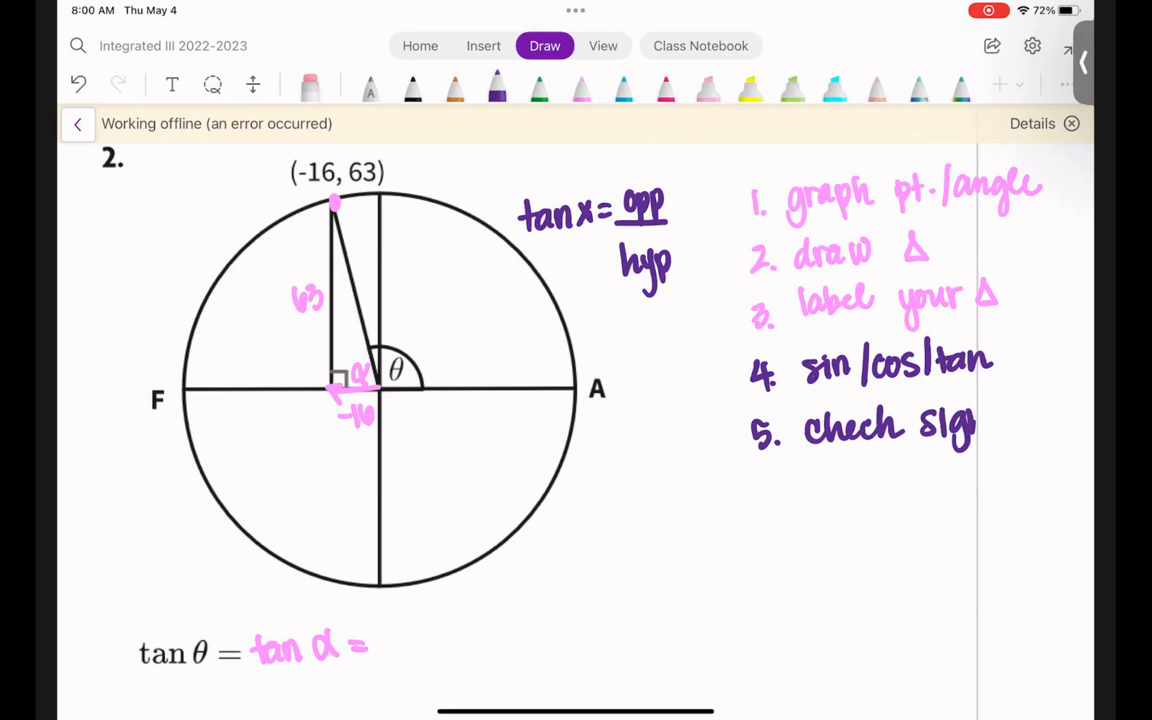 8:00 AM Thu May 4
72%
Integrated III 2022-2023
Home Insert Draw View Class Notebook
T
A
Working offline (an error occurred)
Details
2.
(-16, 63)
tan x = opp
hyp
1. graph pt./angle
2. draw Δ
3. label your Δ
4. sin/cos/tan
5. chech sign
63
α
θ
-16
F
A
tan θ = tan α =